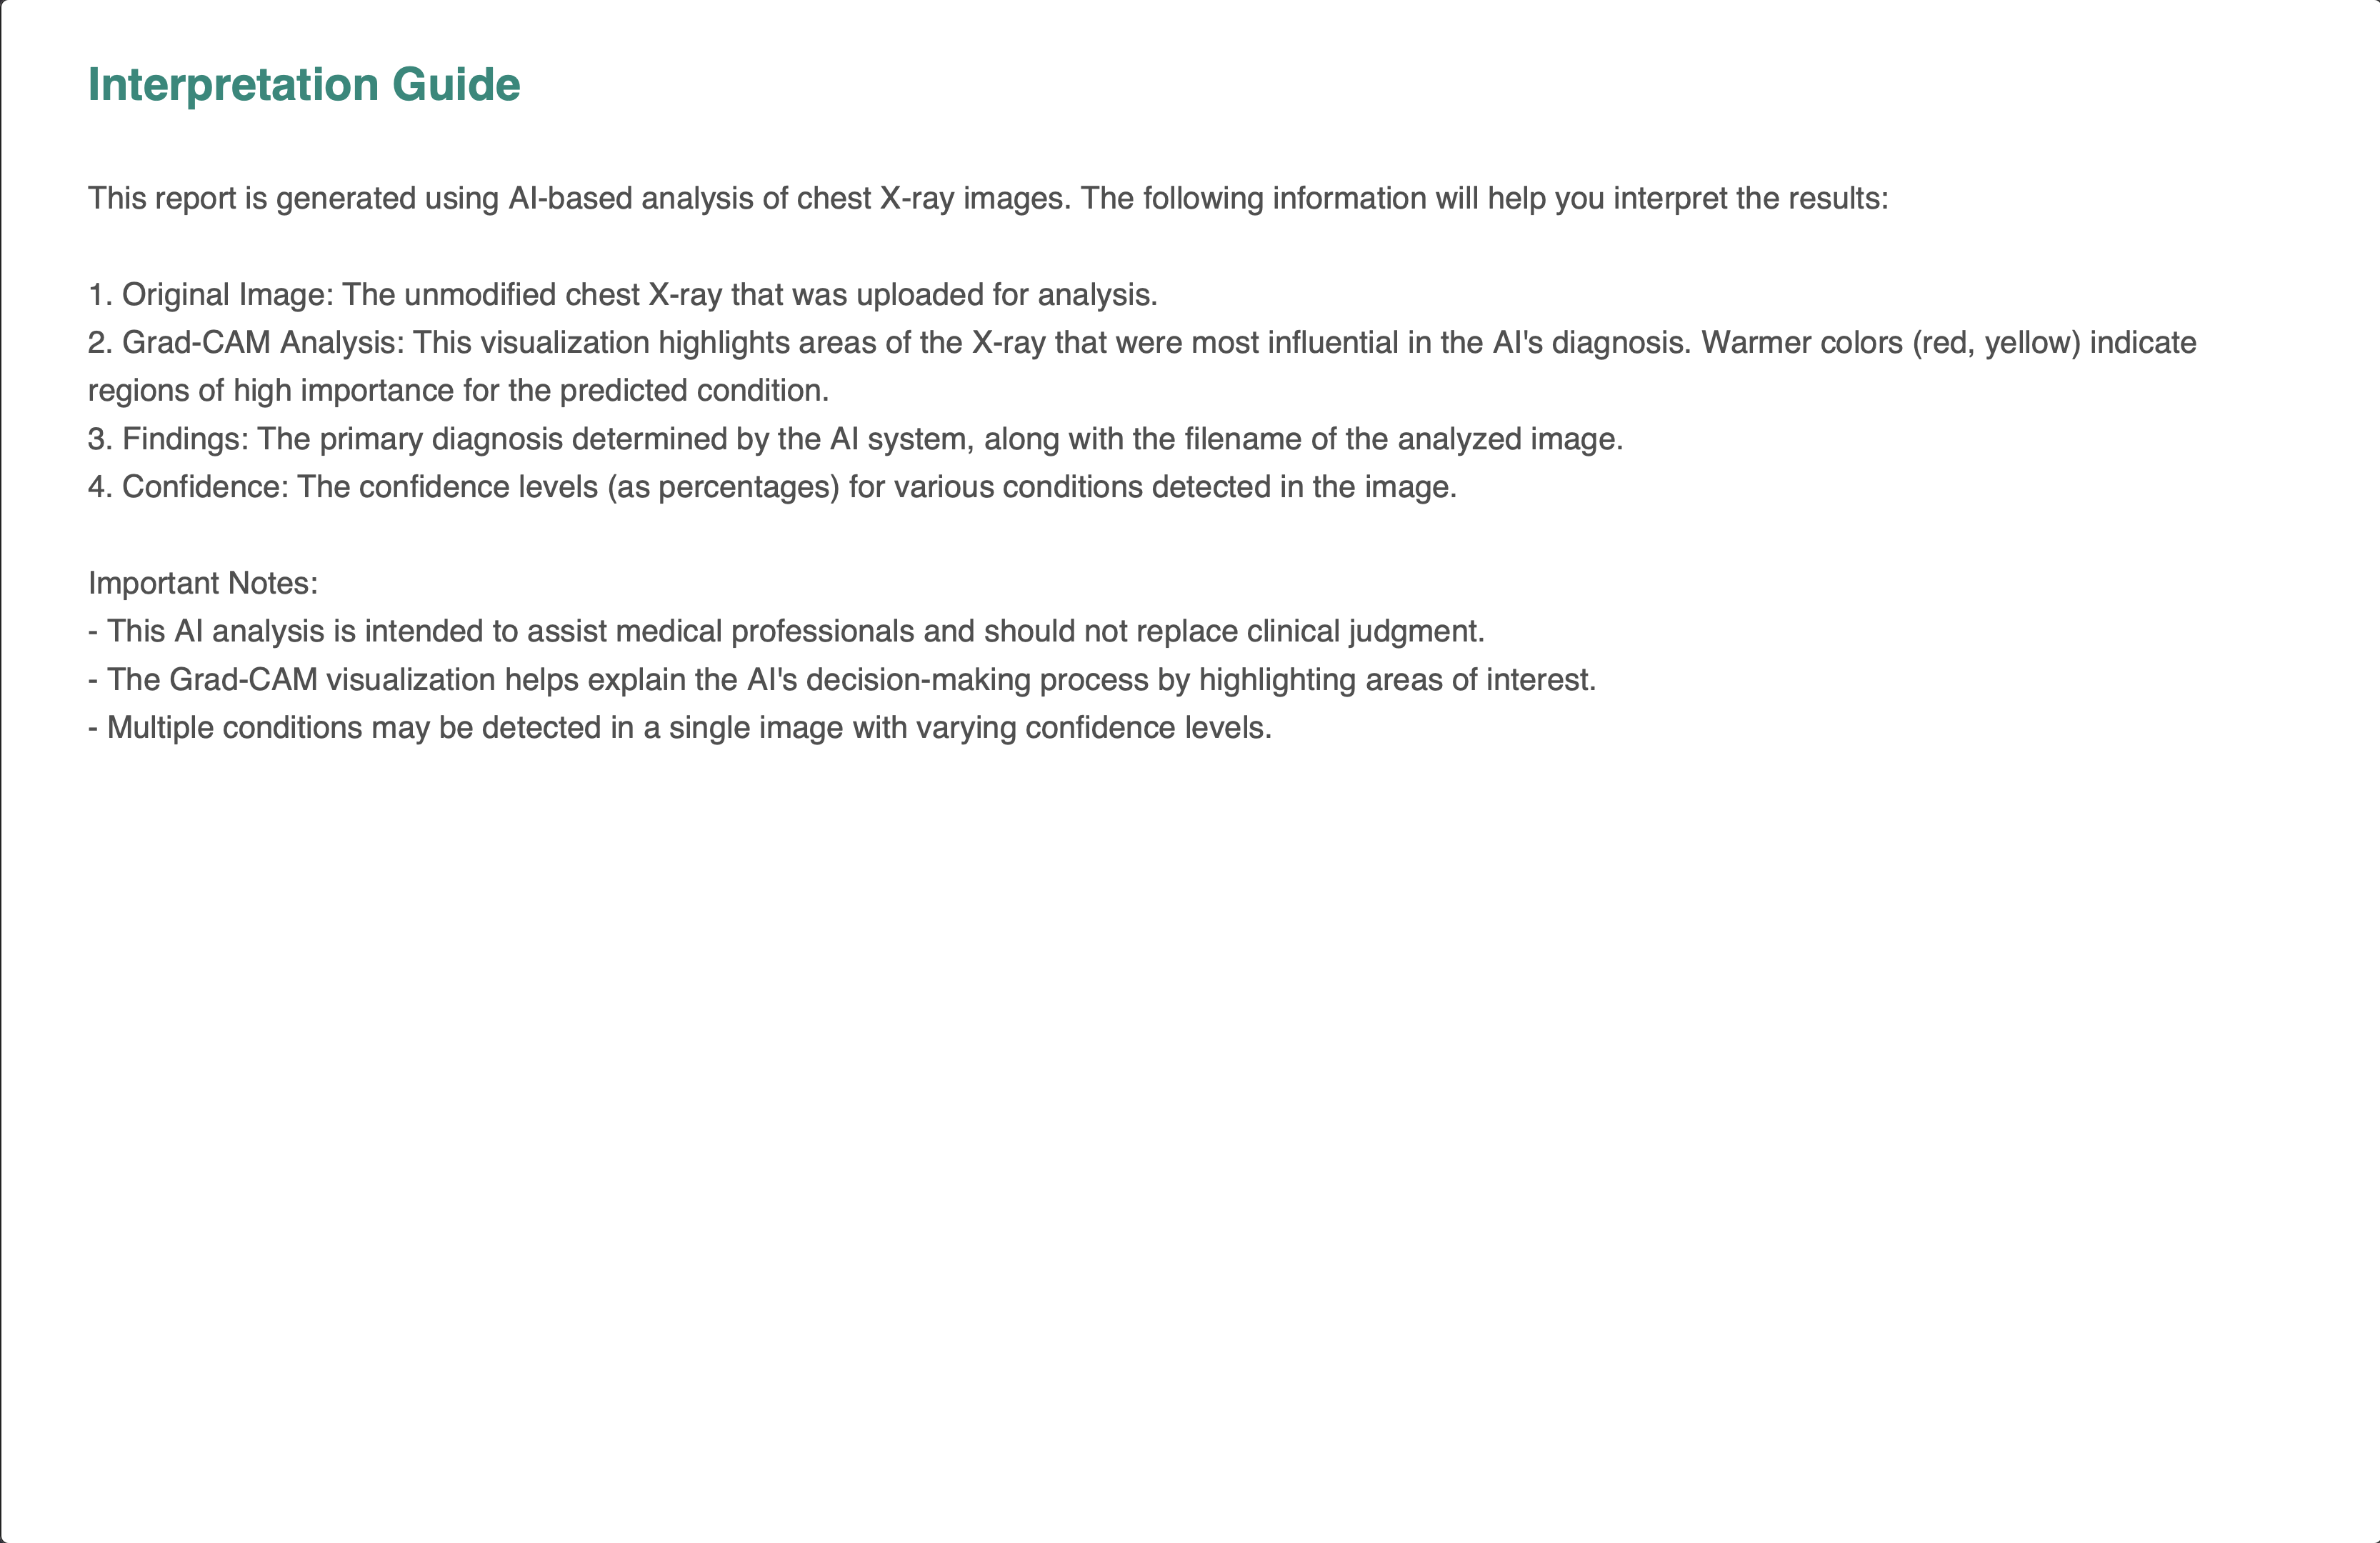 Interpretation Guide
This report is generated using AI-based analysis of chest X-ray images. The following information will help you interpret the results:
1. Original Image: The unmodified chest X-ray that was uploaded for analysis.
2. Grad-CAM Analysis: This visualization highlights areas of the X-ray that were most influential in the AI's diagnosis. Warmer colors (red, yellow) indicate
regions of high importance for the predicted condition.
3. Findings: The primary diagnosis determined by the AI system, along with the filename of the analyzed image.
4. Confidence: The confidence levels (as percentages) for various conditions detected in the image.
Important Notes:
- This AI analysis is intended to assist medical professionals and should not replace clinical judgment.
- The Grad-CAM visualization helps explain the AI's decision-making process by highlighting areas of interest.
- Multiple conditions may be detected in a single image with varying confidence levels.